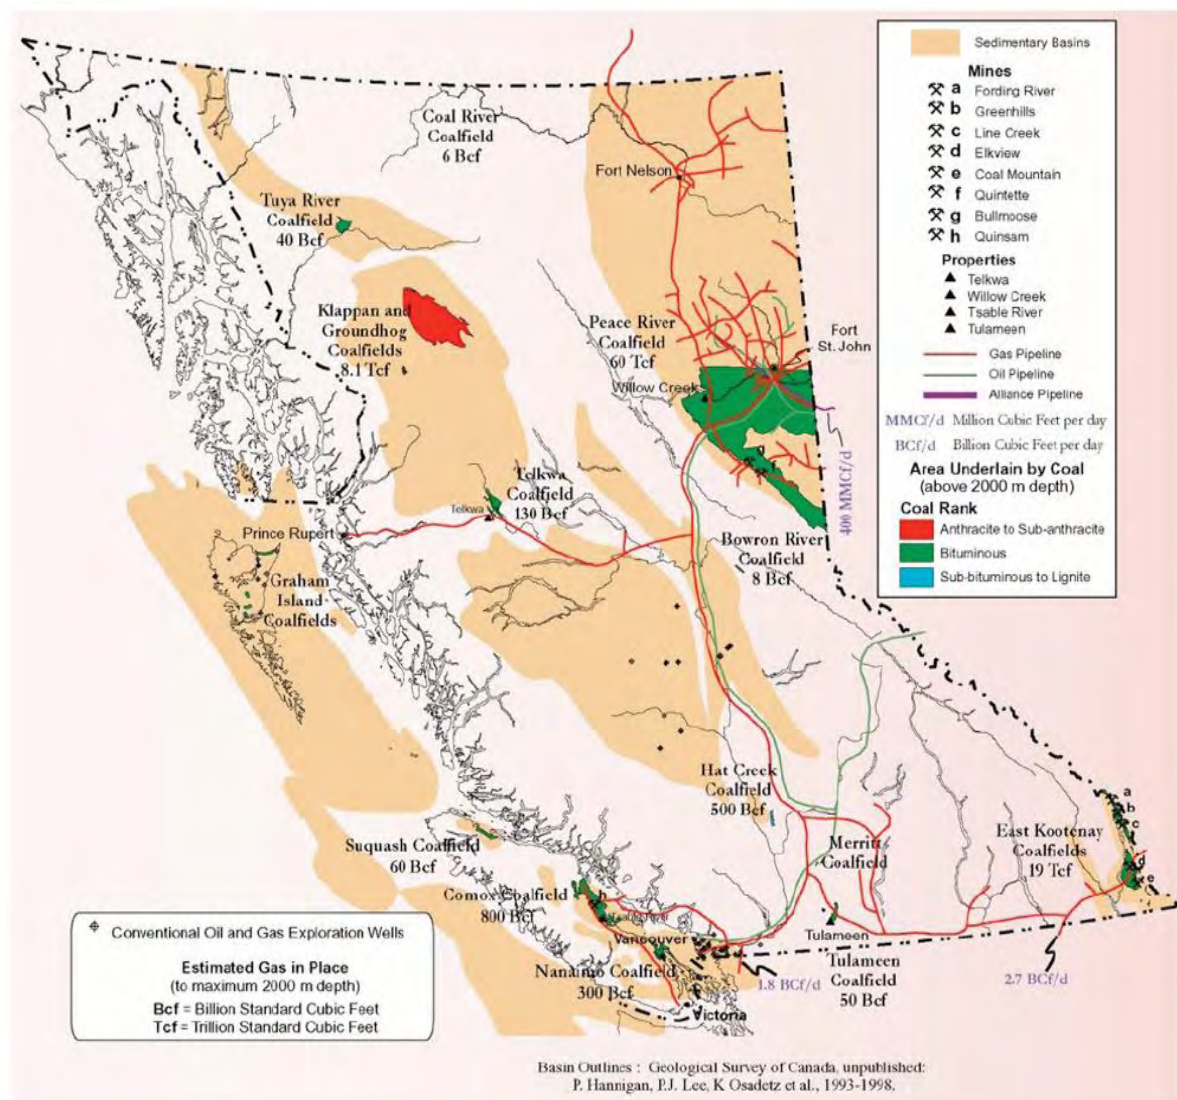 Coal River
Coalfield
6 Bcf
Fort Nelson
Tuya River
Coalfield
40 Bcf
Klappan and
Groundhog
Coalfields
8.1 Tcf
Peace River
Coalfield
60 Tcf
Fort
St. John
Willow Creek
g
f
400 MMCf/d
Telkwa
Coalfield
130 Bcf
Telkwa
Prince Rupert
Bowron River
Coalfield
8 Bcf
Graham
Island
Coalfields
Hat Creek
Coalfield
500 Bcf
Suquash Coalfield
60 Bcf
Merritt
Coalfield
East Kootenay
Coalfields
19 Tcf
a
b
c
d
e
Comox Coalfield
800 Bcf
h
Tsable River
Vancouver
Nanaimo Coalfield
300 Bcf
Victoria
Tulameen
Tulameen
Coalfield
50 Bcf
1.8 BCf/d
2.7 BCf/d
Sedimentary Basins
Mines
a Fording River
b Greenhills
c Line Creek
d Elkview
e Coal Mountain
f Quintette
g Bullmoose
h Quinsam
Properties
Telkwa
Willow Creek
Tsable River
Tulameen
Gas Pipeline
Oil Pipeline
Alliance Pipeline
MMCf/d Million Cubic Feet per day
BCf/d Billion Cubic Feet per day
Area Underlain by Coal
(above 2000 m depth)
Coal Rank
Anthracite to Sub-anthracite
Bituminous
Sub-bituminous to Lignite
Conventional Oil and Gas Exploration Wells
Estimated Gas in Place
(to maximum 2000 m depth)
Bcf = Billion Standard Cubic Feet
Tcf = Trillion Standard Cubic Feet
Basin Outlines : Geological Survey of Canada, unpublished:
P. Hannigan, P.J. Lee, K Osadetz et al., 1993-1998.